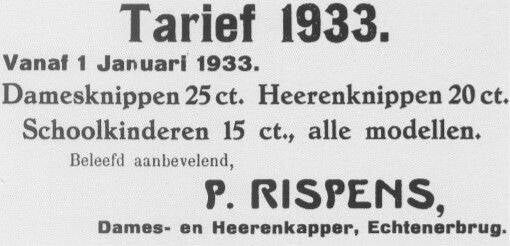 Tarief 1933.
Vanaf 1 Januari 1933.
Damesknippen 25 ct. Heerenknippen 20 ct.
Schoolkinderen 15 ct., alle modellen.
Beleefd aanbevelend,
P. RISPENS,
Dames- en Heerenkapper, Echtenerbrug.